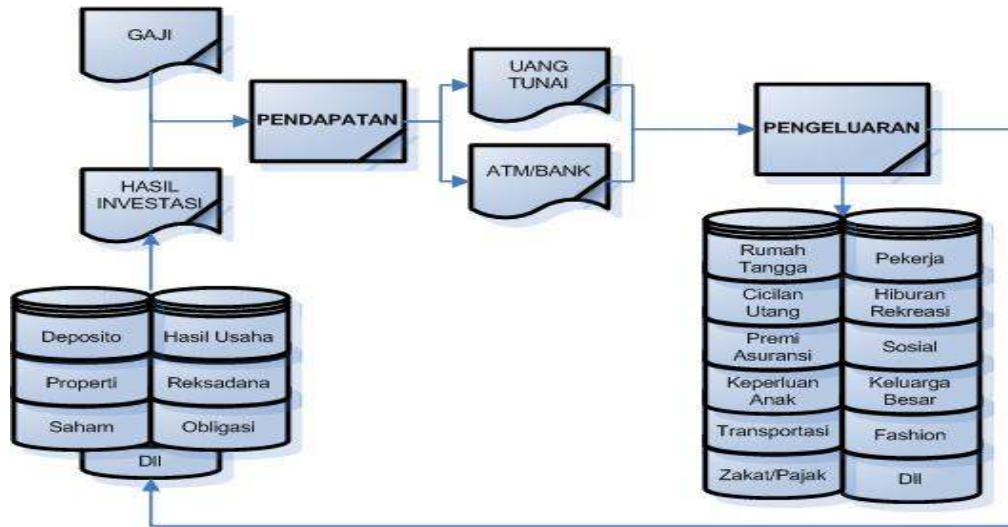 GAJI
HASIL
INVESTASI
PENDAPATAN
UANG
TUNAI
ATM/BANK
PENGELUARAN
Deposito
Hasil Usaha
Properti
Reksadana
Saham
Obligasi
Dll
Rumah
Tangga
Pekerja
Cicilan
Utang
Hiburan
Rekreasi
Premi
Asuransi
Sosial
Keperluan
Anak
Keluarga
Besar
Transportasi
Fashion
Zakat/Pajak
Dll